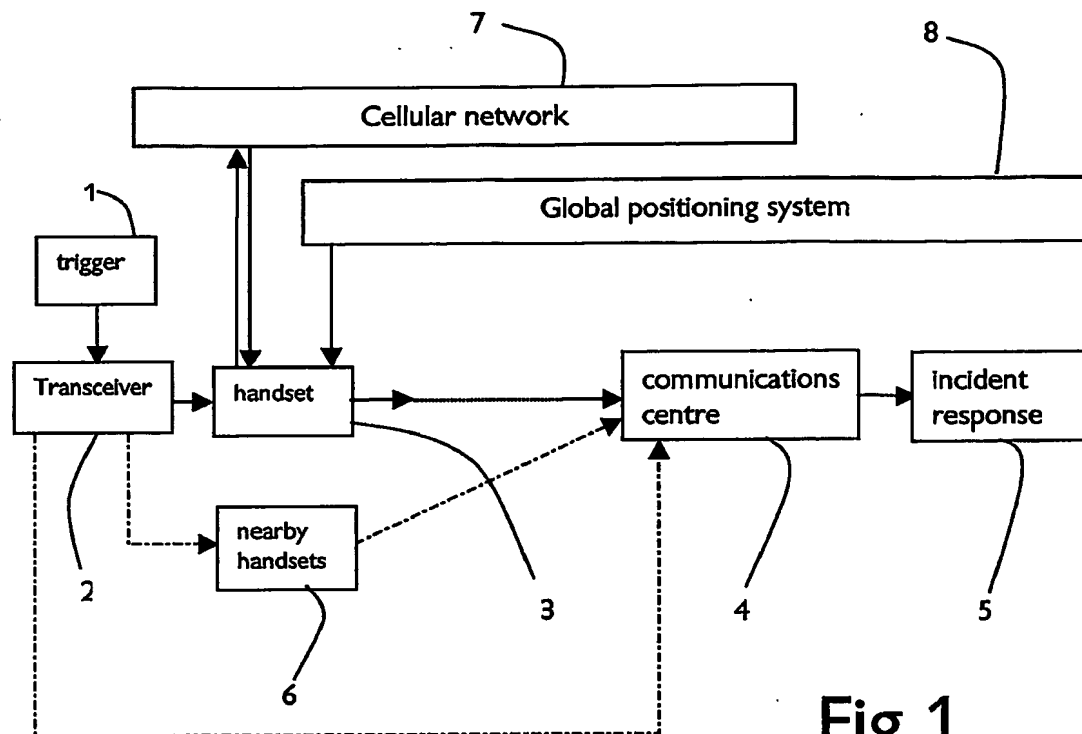 7
8
Cellular network
1
Global positioning system
trigger
Transceiver
handset
communications
centre
incident
response
nearby
handsets
2
3
4
5
6
Fig 1